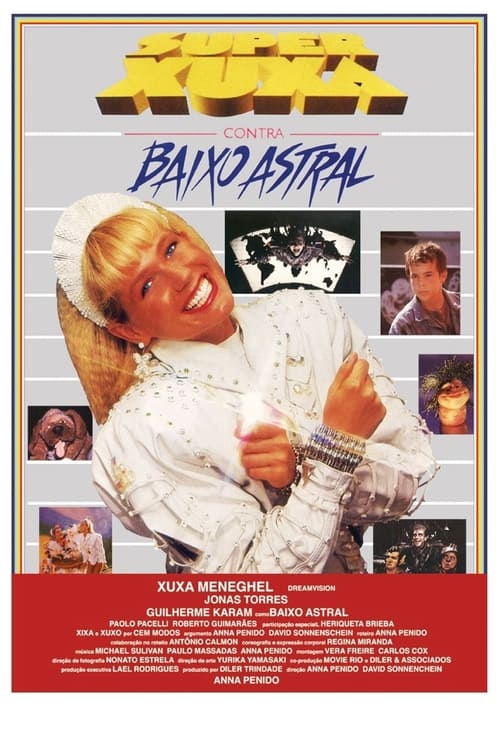 SUPER
XUXA
CONTRA
BAIXO ASTRAL
XUXA MENEGHEL DREAMVISION
JONAS TORRES
GUILHERME KARAM como BAIXO ASTRAL
PAOLO PACELLI ROBERTO GUIMARÃES participação especial: HERIQUETA BRIEBA
XIXA e XUXO por CEM MODOS argumento ANNA PENIDO DAVID SONNENSCHEIN roteiro ANNA PENIDO
colaboração no roteiro ANTÔNIO CALMON coreografia e expressão corporal REGINA MIRANDA
música MICHAEL SULIVAN PAULO MASSADAS ANNA PENIDO montagem VERA FREIRE CARLOS COX
direção de fotografia NONATO ESTRELA direção de arte YURIKA YAMASAKI co-produção MOVIE RIO e DILER & ASSOCIADOS
produção executiva LAEL RODRIGUES produzido por DILER TRINDADE direção ANNA PENIDO DAVID SONNENCHEIN
ANNA PENIDO